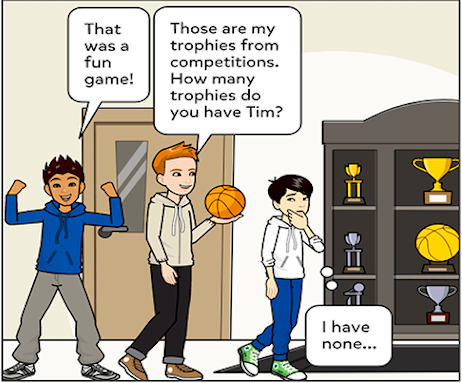 That
was a
fun
game!
Those are my
trophies from
competitions.
How many
trophies do
you have Tim?
I have
none...